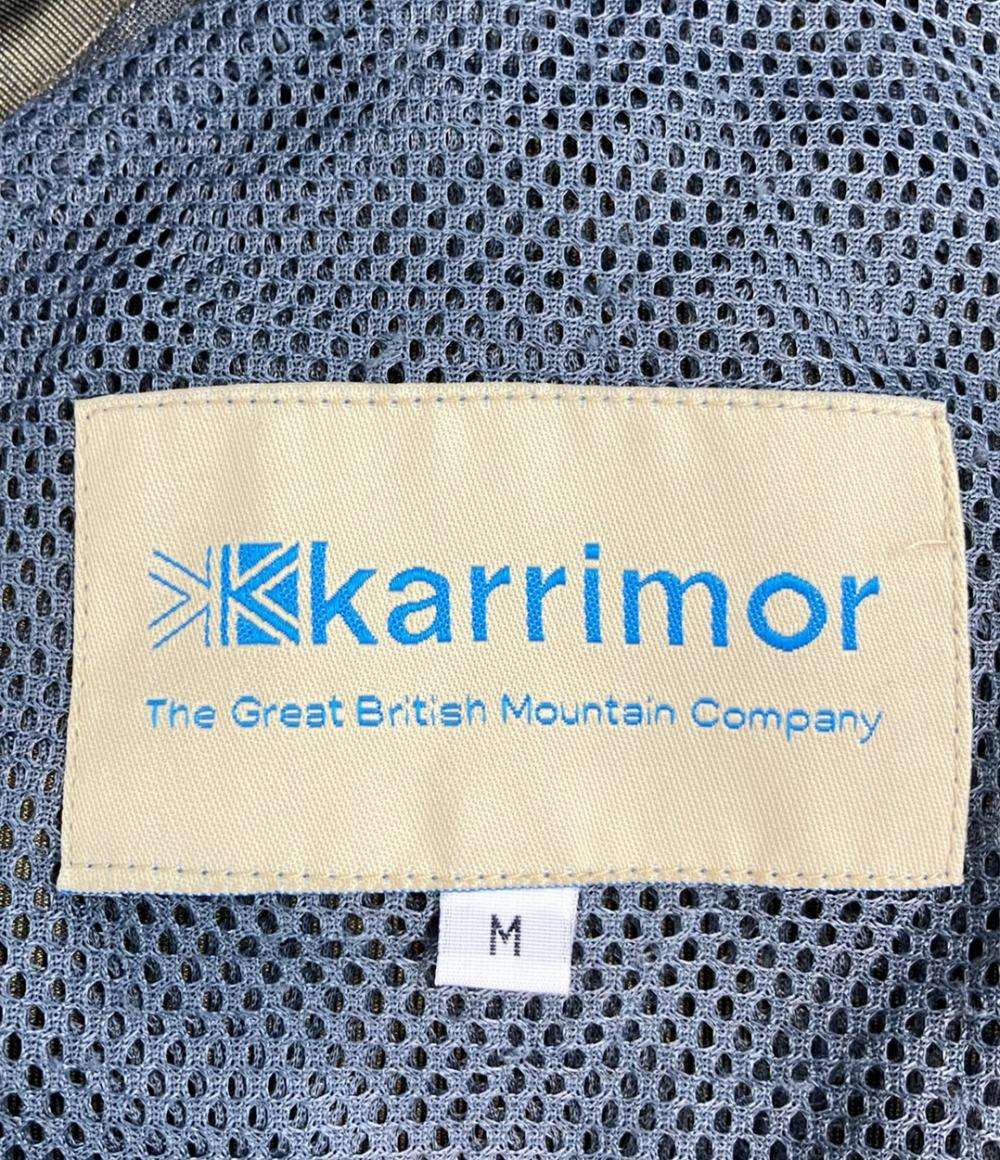 karrimor
The Great British Mountain Company
M